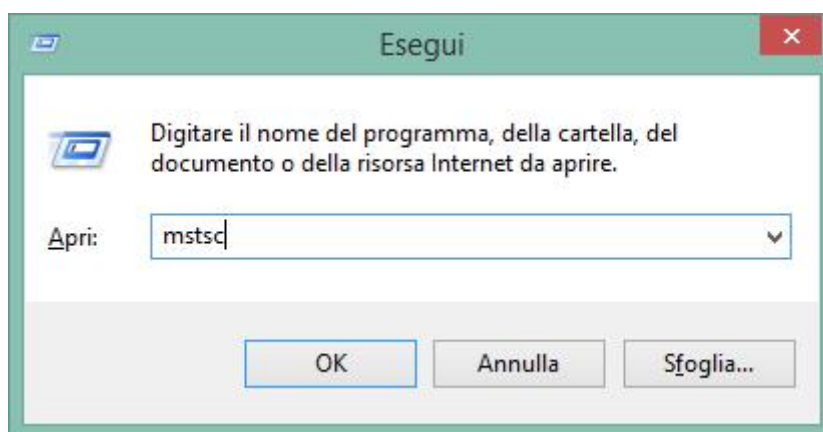 Esegui
Digitare il nome del programma, della cartella, del
documento o della risorsa Internet da aprire.
Apri: mstsc
OK Annulla Sfoglia...